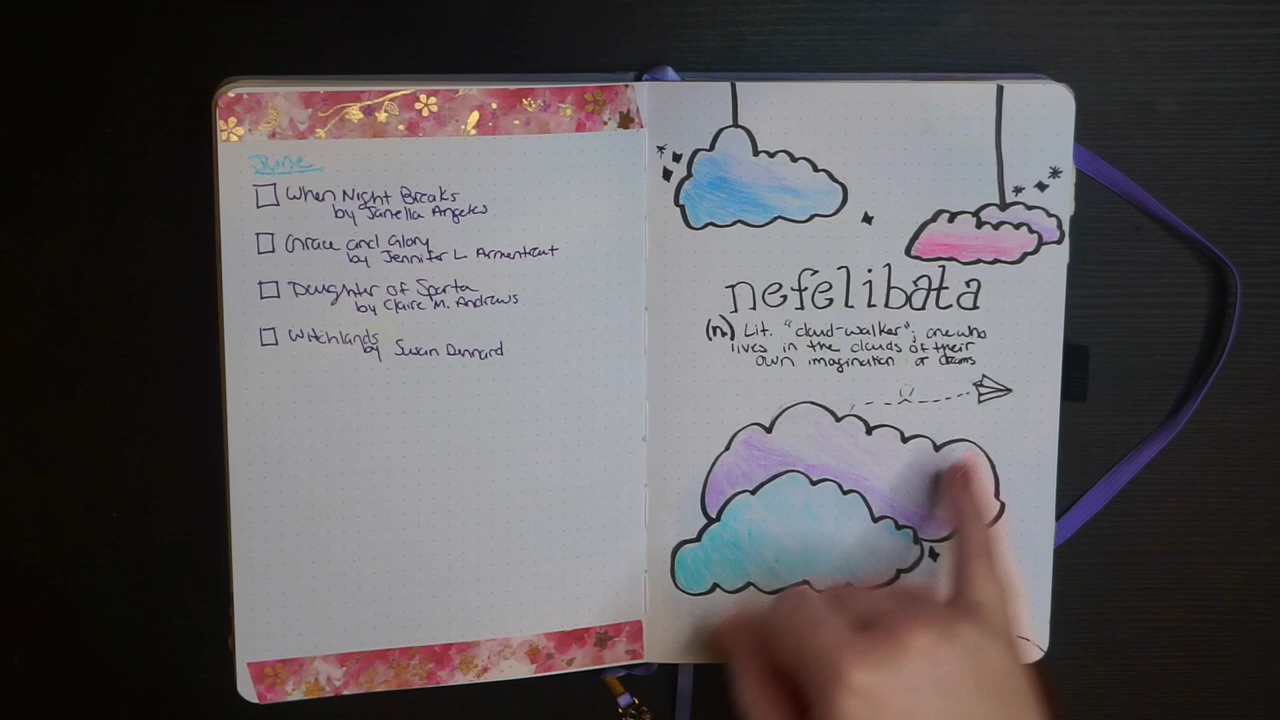 June
When Night Breaks
by Janella Angeles
Grace and Glory
by Jennifer L Armentrout
Daughter of Sparta
by Claire M. Andrews
Witchlands
by Susan Dennard
nefelibata
(n.) Lit. "cloud-walker"; one who
lives in the clouds of their
own imagination or dreams